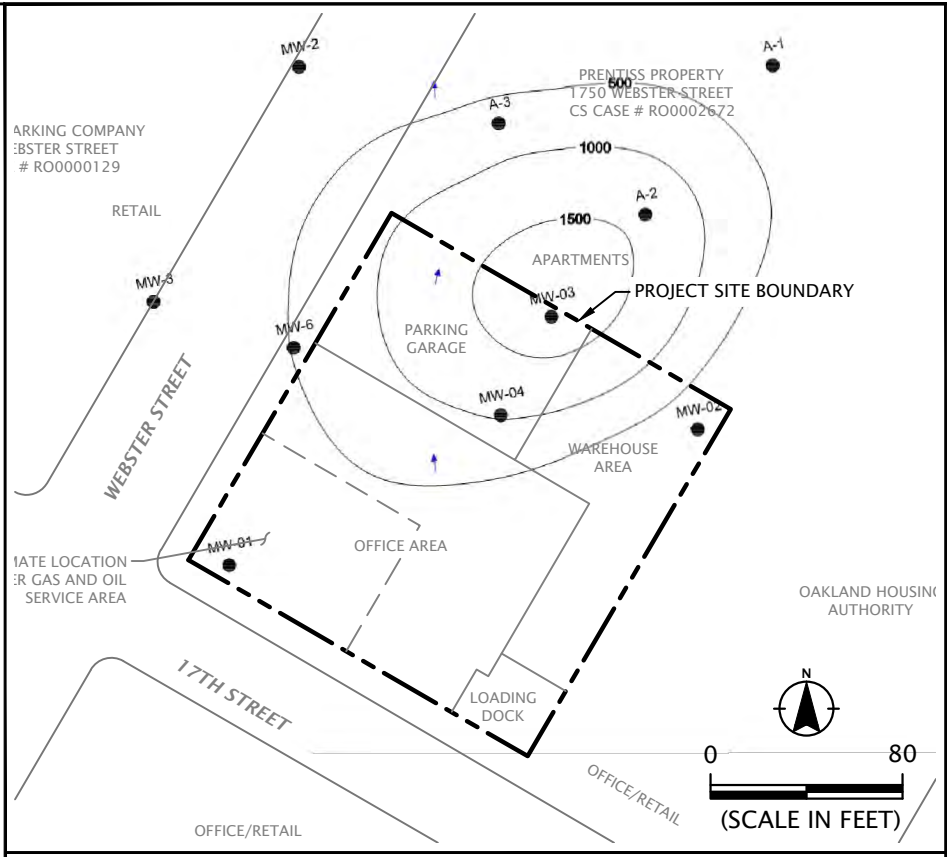 MW-2
A-1
PRENTISS PROPERTY
1750 WEBSTER STREET
CS CASE # RO0002672
500
A-3
ARKING COMPANY
EBSTER STREET
# RO0000129
1000
RETAIL
A-2
1500
APARTMENTS
MW-3
MW-03
PROJECT SITE BOUNDARY
MW-6
PARKING
GARAGE
MW-04
MW-02
WEBSTER STREET
WAREHOUSE
AREA
MW-01
OFFICE AREA
MATE LOCATION
ER GAS AND OIL
SERVICE AREA
OAKLAND HOUSING
AUTHORITY
17TH STREET
LOADING
DOCK
N
0 80
(SCALE IN FEET)
OFFICE/RETAIL
OFFICE/RETAIL